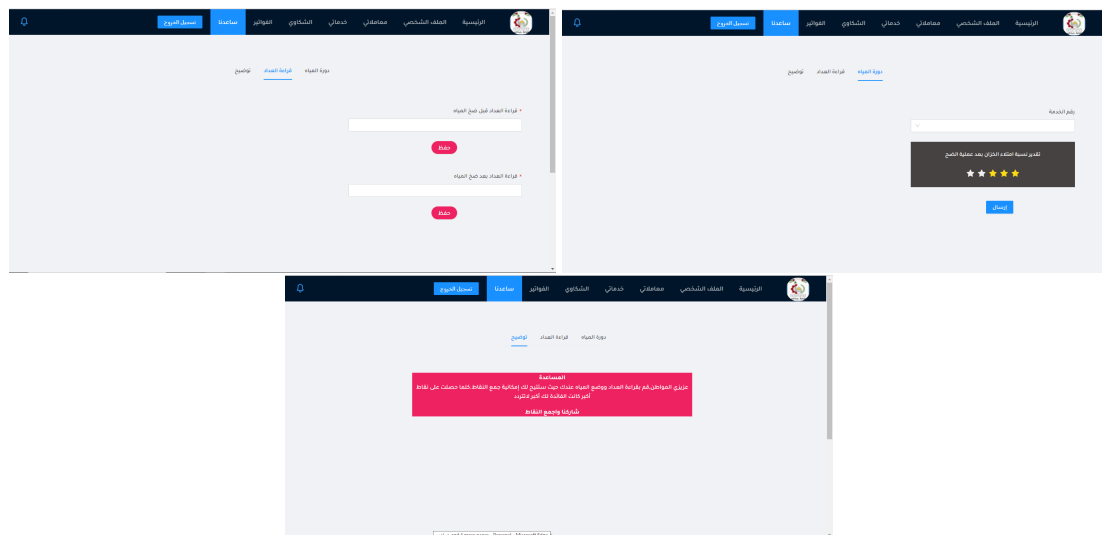 الرئيسية الملف الشخصي معاملاتي خدماتي الشكاوي الفواتير ساعدنا تسجيل الخروج
دورة المياه قراءة العداد توضيح
رقم الخدمة
تقدير نسبة امتلاء الخزان بعد عملية الضخ
إرسال
الرئيسية الملف الشخصي معاملاتي خدماتي الشكاوي الفواتير ساعدنا تسجيل الخروج
دورة المياه قراءة العداد توضيح
* قراءة العداد قبل ضخ المياه
حفظ
* قراءة العداد بعد ضخ المياه
حفظ
الرئيسية الملف الشخصي معاملاتي خدماتي الشكاوي الفواتير ساعدنا تسجيل الخروج
دورة المياه قراءة العداد توضيح
المساعدة
عزيزي المواطن,قم بقراءة العداد ووضع المياه عندك حيث ستتيح لك إمكانية جمع النقاط,كلما حصلت على نقاط
أكبر كانت الفائدة لك أكبر لاتتردد
شاركنا واجمع النقاط